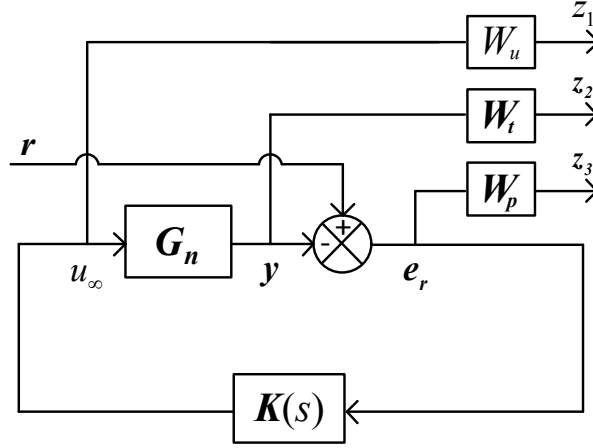 z₁
W_u
z₂
W_t
r
z₃
W_p
+
-
G_n
u_∞
y
e_r
K(s)